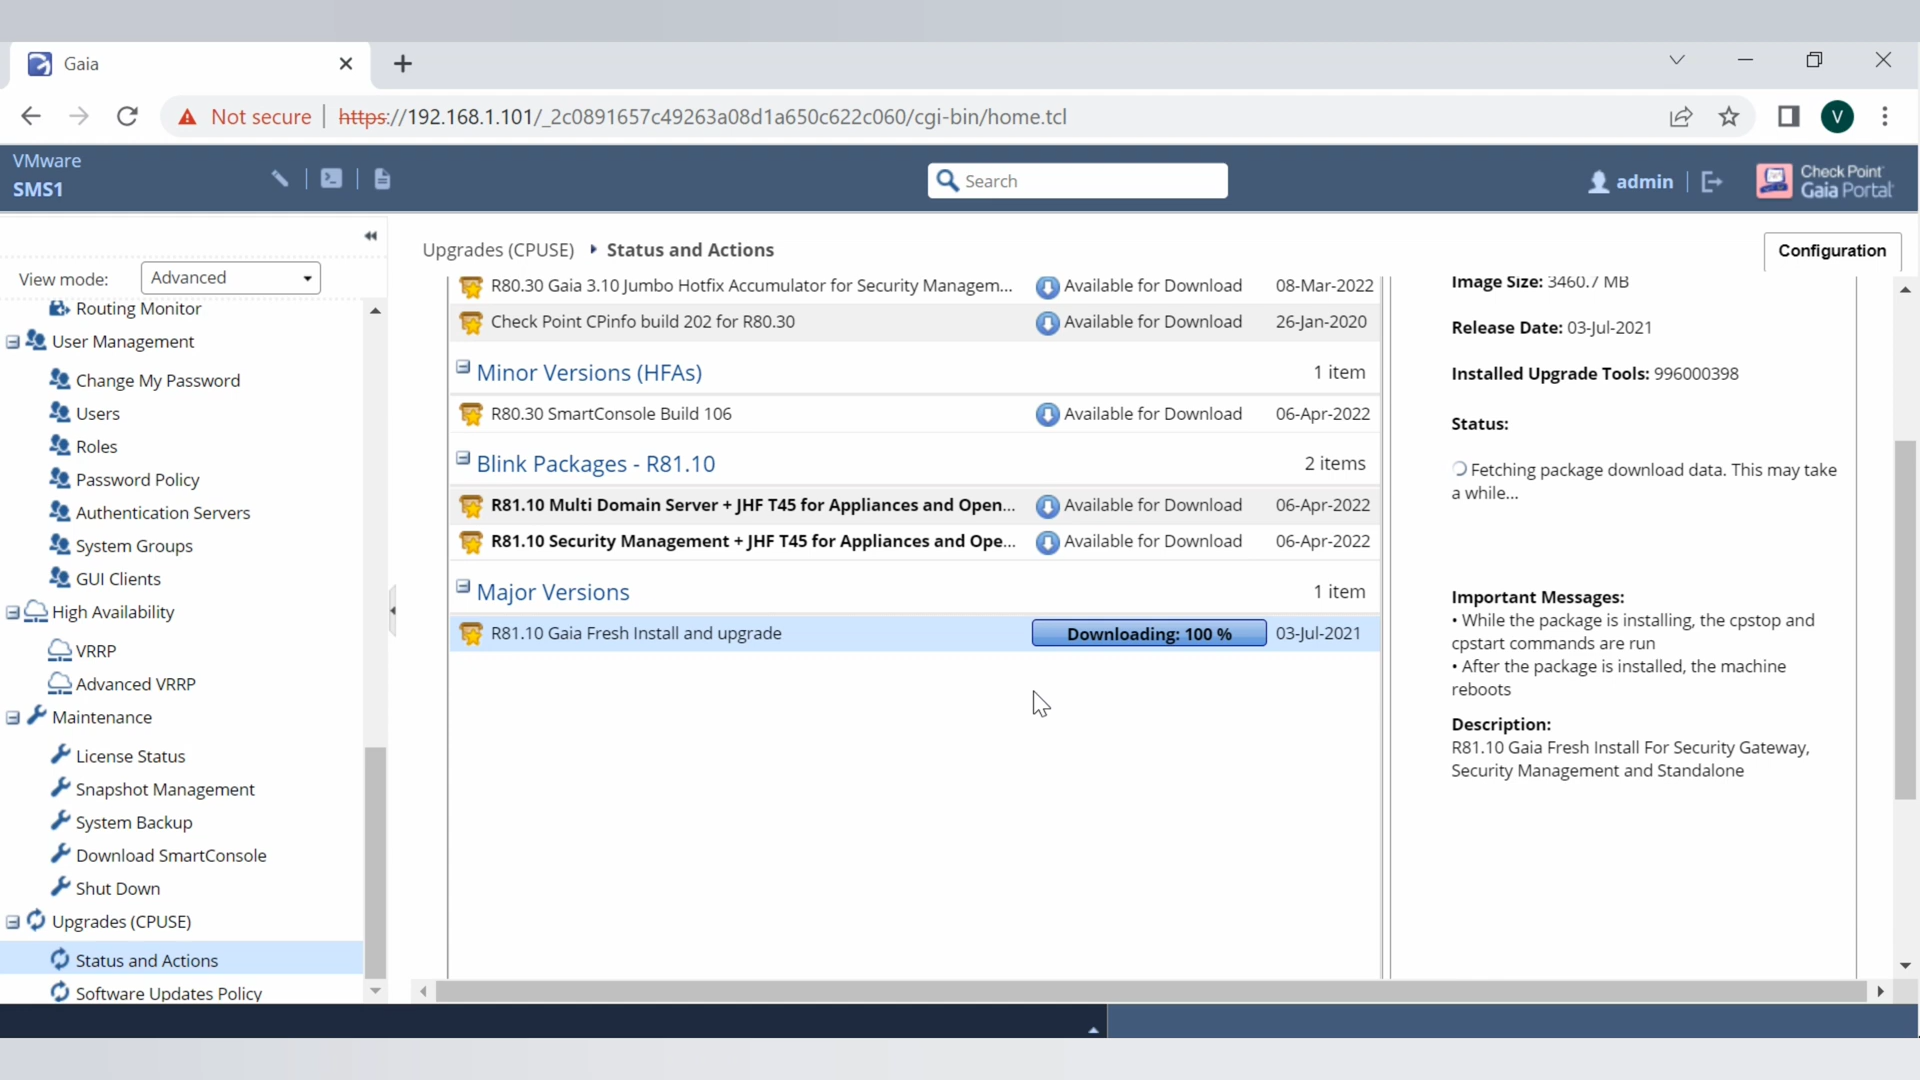 Gaia
Not secure | https://192.168.1.101/_2c0891657c49263a08d1a650c622c060/cgi-bin/home.tcl
V
VMware
SMS1
Search
admin
Check Point
Gaia Portal
View mode:
Advanced
Routing Monitor
User Management
Change My Password
Users
Roles
Password Policy
Authentication Servers
System Groups
GUI Clients
High Availability
VRRP
Advanced VRRP
Maintenance
License Status
Snapshot Management
System Backup
Download SmartConsole
Shut Down
Upgrades (CPUSE)
Status and Actions
Software Updates Policy
Upgrades (CPUSE) Status and Actions
Configuration
R80.30 Gaia 3.10 Jumbo Hotfix Accumulator for Security Managem... Available for Download 08-Mar-2022
Check Point CPinfo build 202 for R80.30 Available for Download 26-Jan-2020
Minor Versions (HFAs) 1 item
R80.30 SmartConsole Build 106 Available for Download 06-Apr-2022
Blink Packages - R81.10 2 items
R81.10 Multi Domain Server + JHF T45 for Appliances and Open... Available for Download 06-Apr-2022
R81.10 Security Management + JHF T45 for Appliances and Ope... Available for Download 06-Apr-2022
Major Versions 1 item
R81.10 Gaia Fresh Install and upgrade Downloading: 100 % 03-Jul-2021
Image Size: 3460.7 MB
Release Date: 03-Jul-2021
Installed Upgrade Tools: 996000398
Status:
Fetching package download data. This may take
a while...
Important Messages:
• While the package is installing, the cpstop and
cpstart commands are run
• After the package is installed, the machine
reboots
Description:
R81.10 Gaia Fresh Install For Security Gateway,
Security Management and Standalone